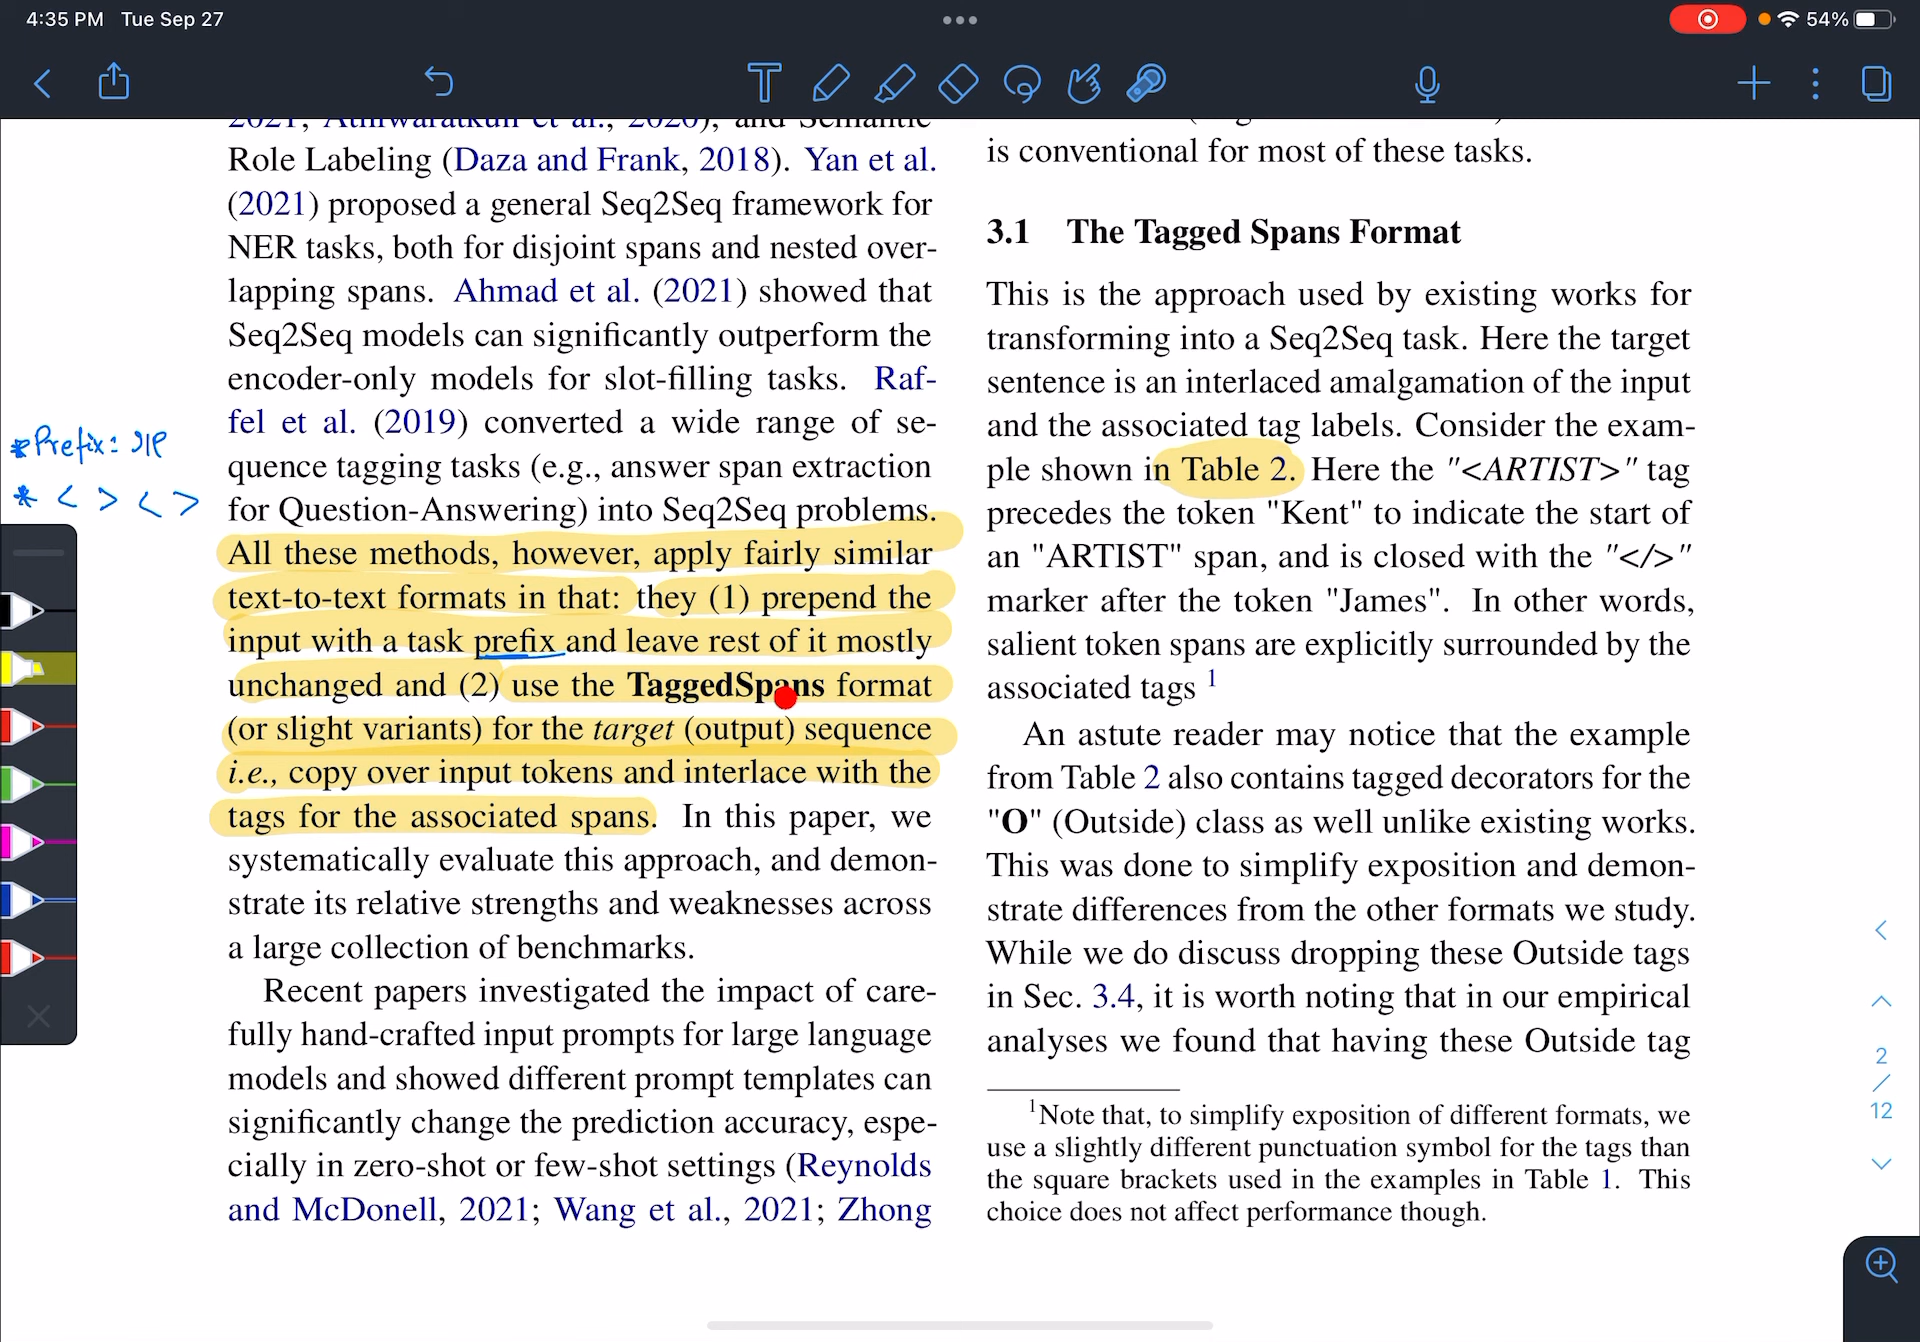 4:35 PM Tue Sep 27
54%
Role Labeling (Daza and Frank, 2018). Yan et al.
(2021) proposed a general Seq2Seq framework for
NER tasks, both for disjoint spans and nested over-
lapping spans. Ahmad et al. (2021) showed that
Seq2Seq models can significantly outperform the
encoder-only models for slot-filling tasks. Raf-
fel et al. (2019) converted a wide range of se-
quence tagging tasks (e.g., answer span extraction
for Question-Answering) into Seq2Seq problems.
All these methods, however, apply fairly similar
text-to-text formats in that: they (1) prepend the
input with a task prefix and leave rest of it mostly
unchanged and (2) use the TaggedSpans format
(or slight variants) for the target (output) sequence
i.e., copy over input tokens and interlace with the
tags for the associated spans. In this paper, we
systematically evaluate this approach, and demon-
strate its relative strengths and weaknesses across
a large collection of benchmarks.
Recent papers investigated the impact of care-
fully hand-crafted input prompts for large language
models and showed different prompt templates can
significantly change the prediction accuracy, espe-
cially in zero-shot or few-shot settings (Reynolds
and McDonell, 2021; Wang et al., 2021; Zhong
*Prefix:
* < > < >
is conventional for most of these tasks.
3.1 The Tagged Spans Format
This is the approach used by existing works for
transforming into a Seq2Seq task. Here the target
sentence is an interlaced amalgamation of the input
and the associated tag labels. Consider the exam-
ple shown in Table 2. Here the "<ARTIST>" tag
precedes the token "Kent" to indicate the start of
an "ARTIST" span, and is closed with the "</>"
marker after the token "James". In other words,
salient token spans are explicitly surrounded by the
associated tags 1
An astute reader may notice that the example
from Table 2 also contains tagged decorators for the
"O" (Outside) class as well unlike existing works.
This was done to simplify exposition and demon-
strate differences from the other formats we study.
While we do discuss dropping these Outside tags
in Sec. 3.4, it is worth noting that in our empirical
analyses we found that having these Outside tag
1Note that, to simplify exposition of different formats, we
use a slightly different punctuation symbol for the tags than
the square brackets used in the examples in Table 1. This
choice does not affect performance though.
2
/
12